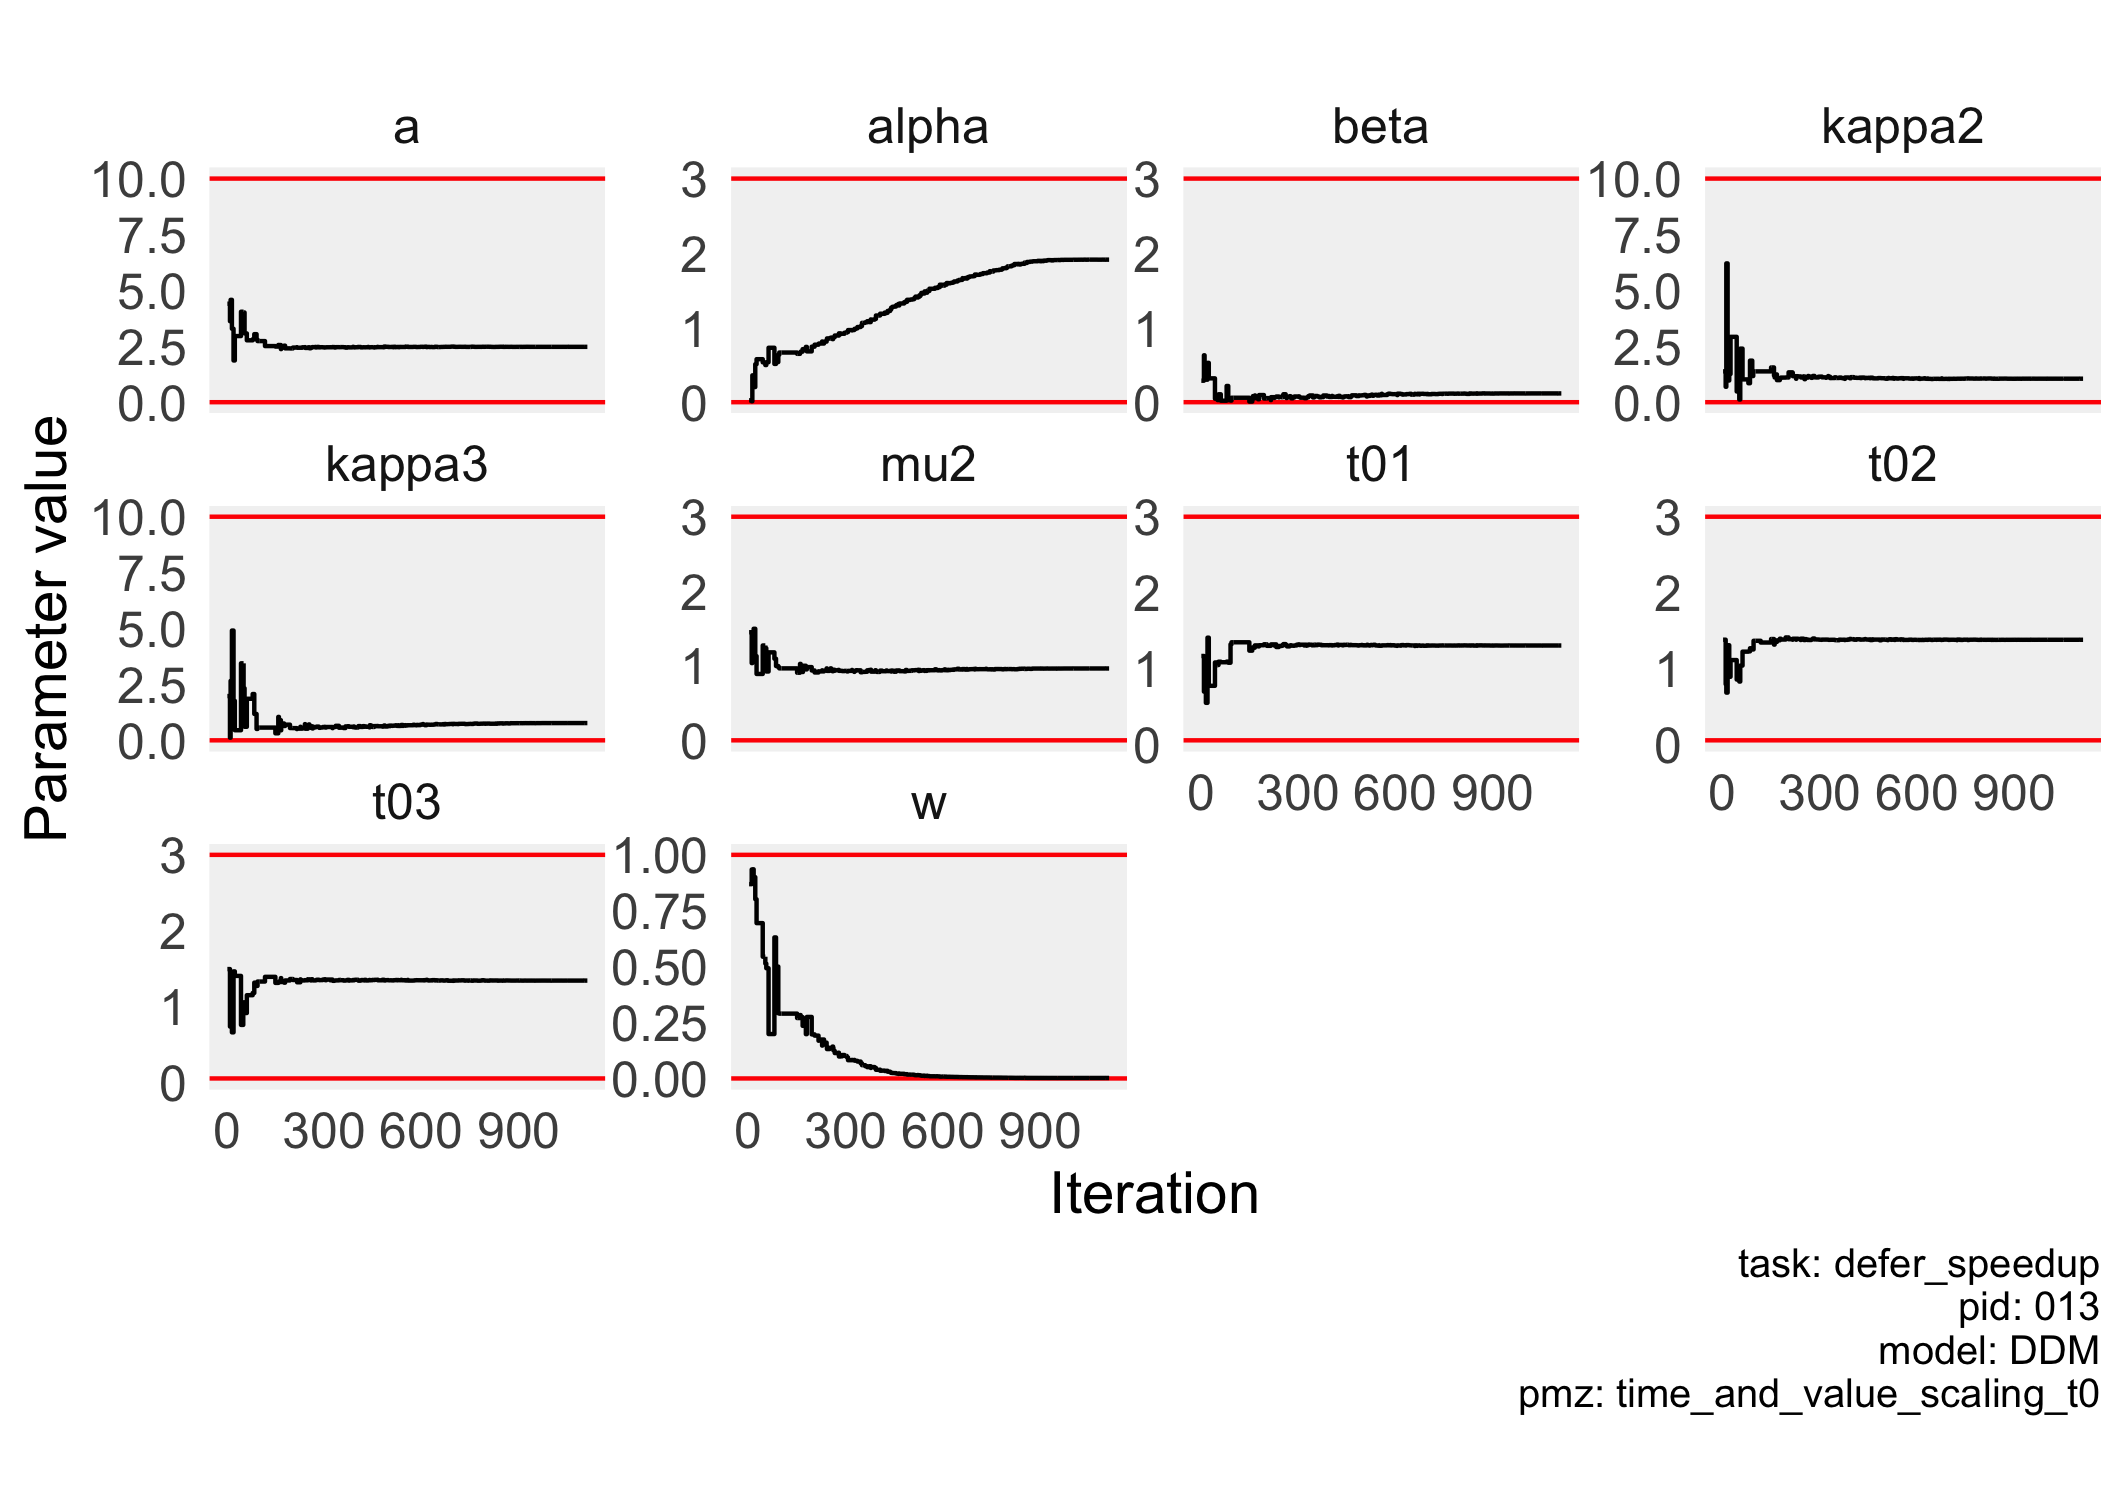 a alpha beta kappa2
10.0 3 3 10.0
7.5 2 2 7.5
5.0 1 1 5.0
2.5 0 0 2.5
0.0 0.0
kappa3 mu2 t01 t02
10.0 3 3 3
7.5 2 2 2
5.0 1 1 1
2.5 0 0 0
0.0
0 300 600 900 0 300 600 900
t03 w
3 1.00
2 0.75
1 0.50
0 0.25
0.00
0 300 600 900 0 300 600 900
Parameter value
Iteration
task: defer_speedup
pid: 013
model: DDM
pmz: time_and_value_scaling_t0